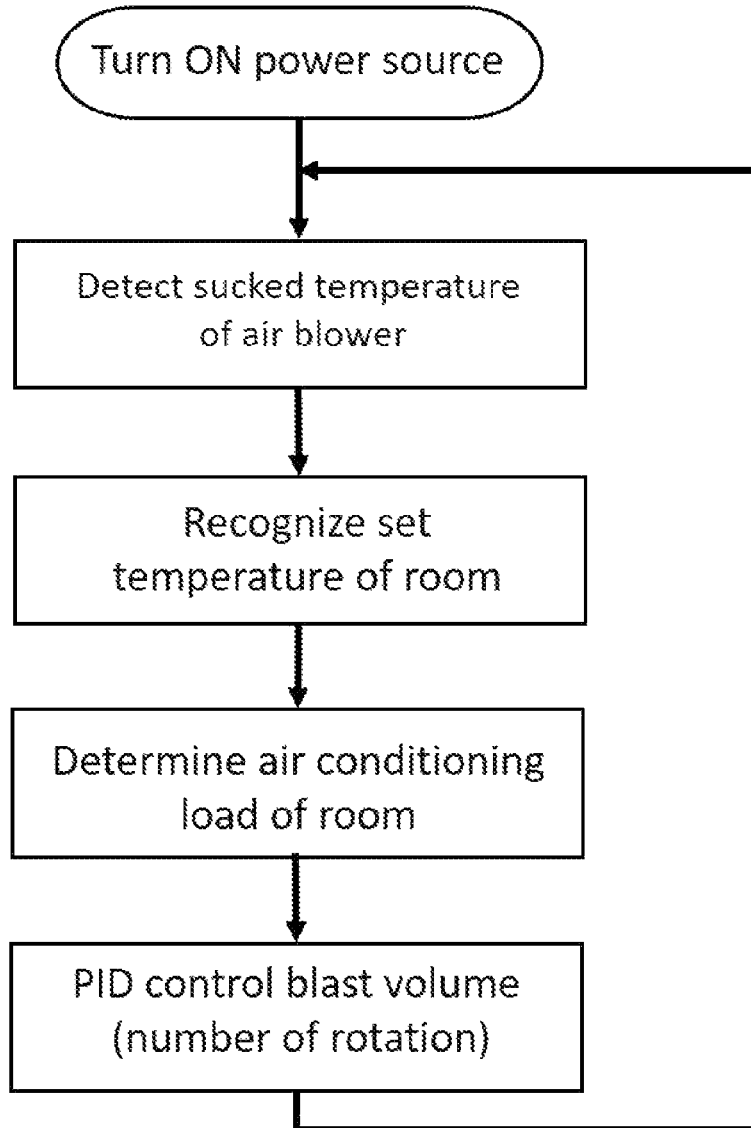 Turn ON power source
Detect sucked temperature
of air blower
Recognize set
temperature of room
Determine air conditioning
load of room
PID control blast volume
(number of rotation)